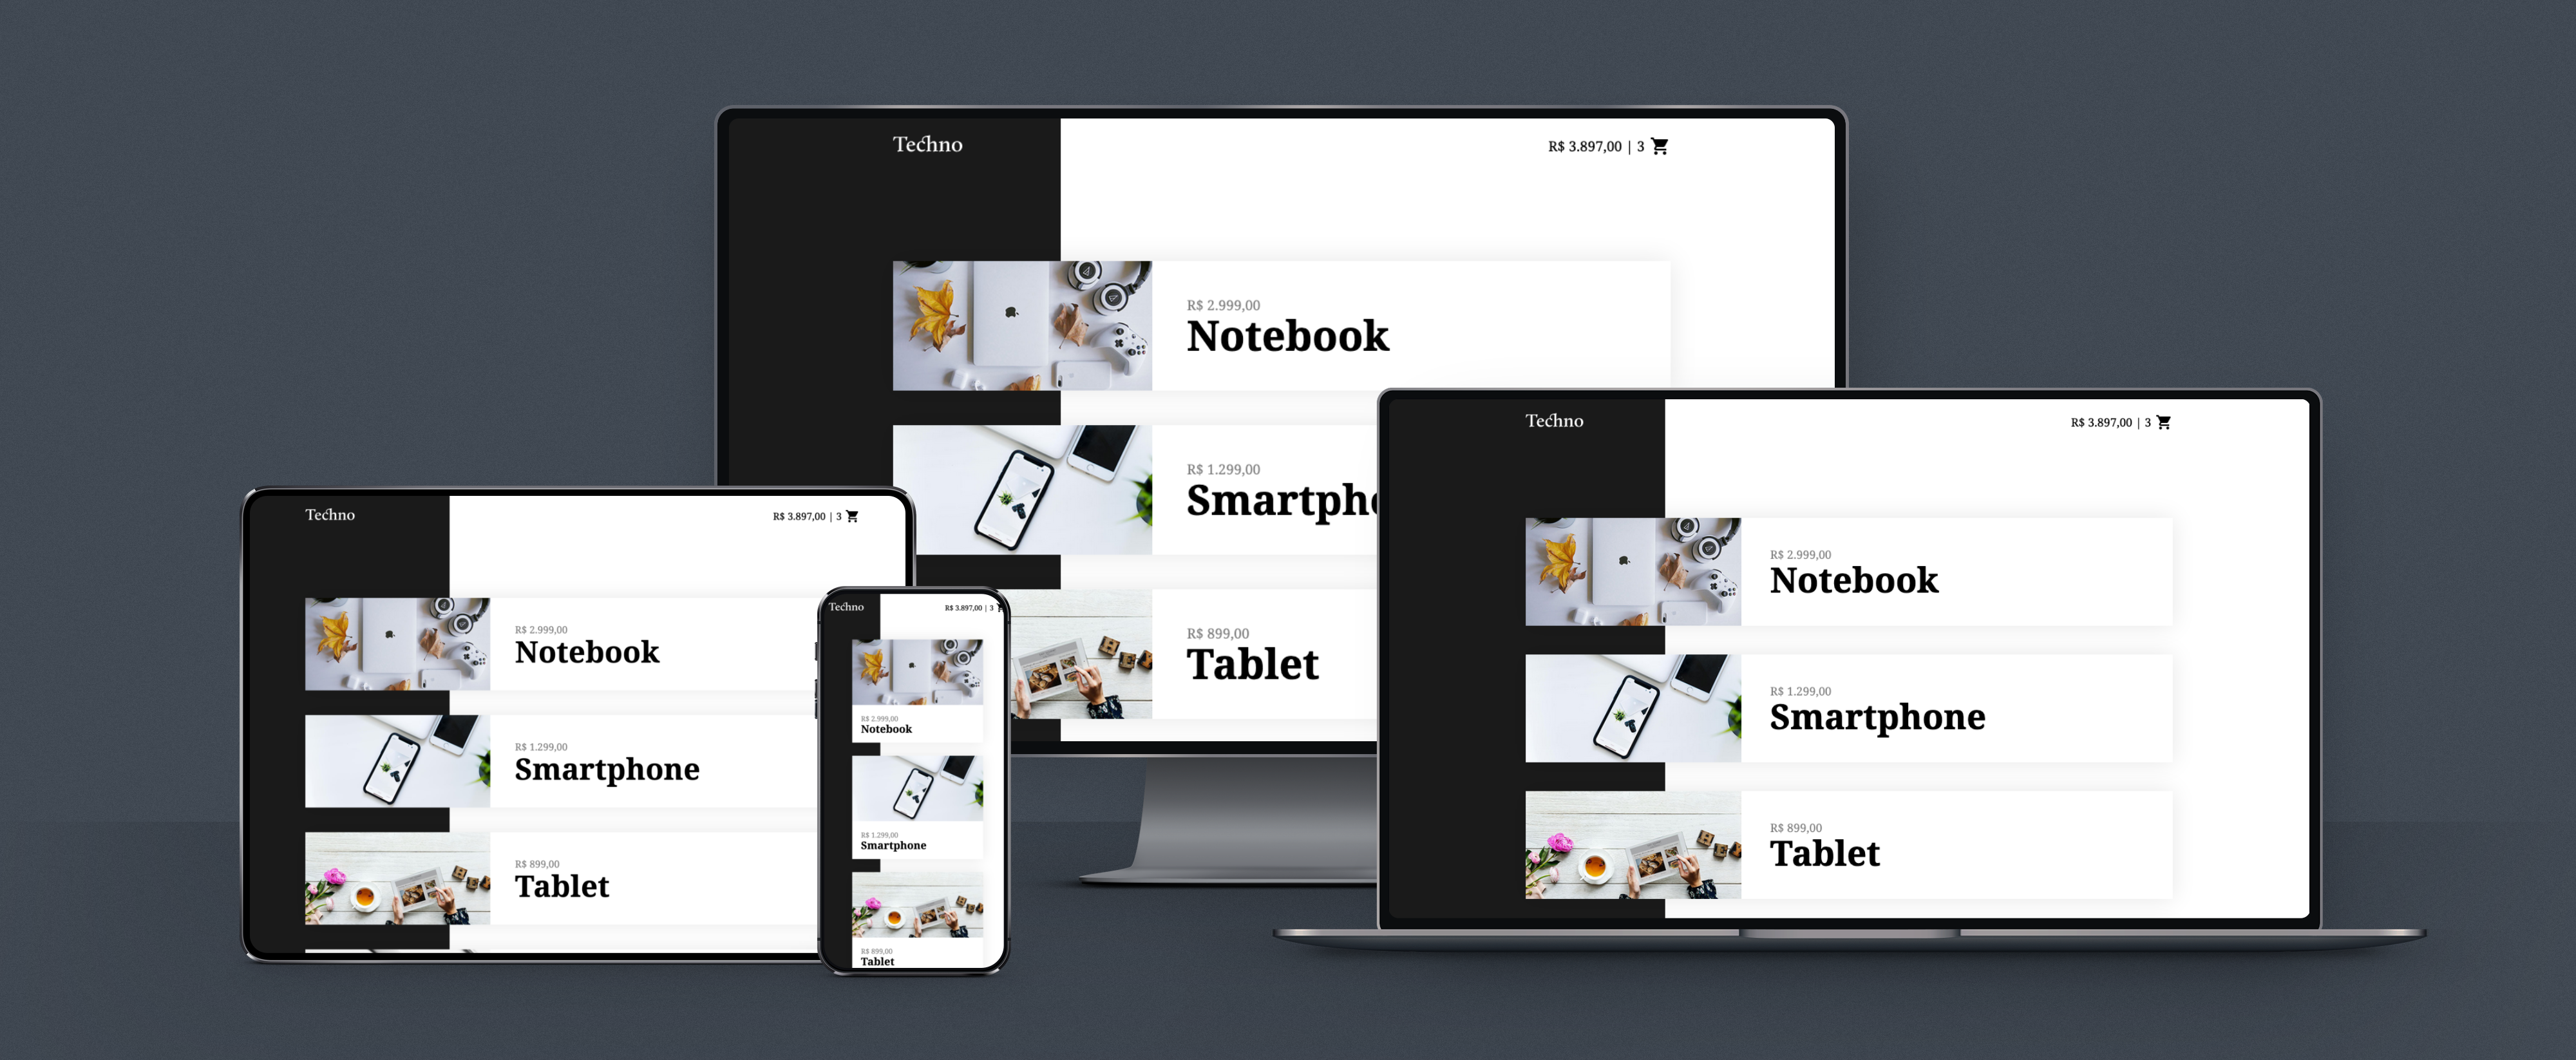 Techno
R$ 3.897,00 | 3
R$ 2.999,00
Notebook
R$ 1.299,00
Smartpho
R$ 899,00
Tablet
Techno
R$ 3.897,00 | 3
R$ 2.999,00
Notebook
R$ 1.299,00
Smartphone
R$ 899,00
Tablet
Techno
R$ 3.897,00 | 3
R$ 2.999,00
Notebook
R$ 1.299,00
Smartphone
R$ 899,00
Tablet
Techno
R$ 3.897,00 | 3
R$ 2.999,00
Notebook
R$ 1.299,00
Smartphone
R$ 899,00
Tablet